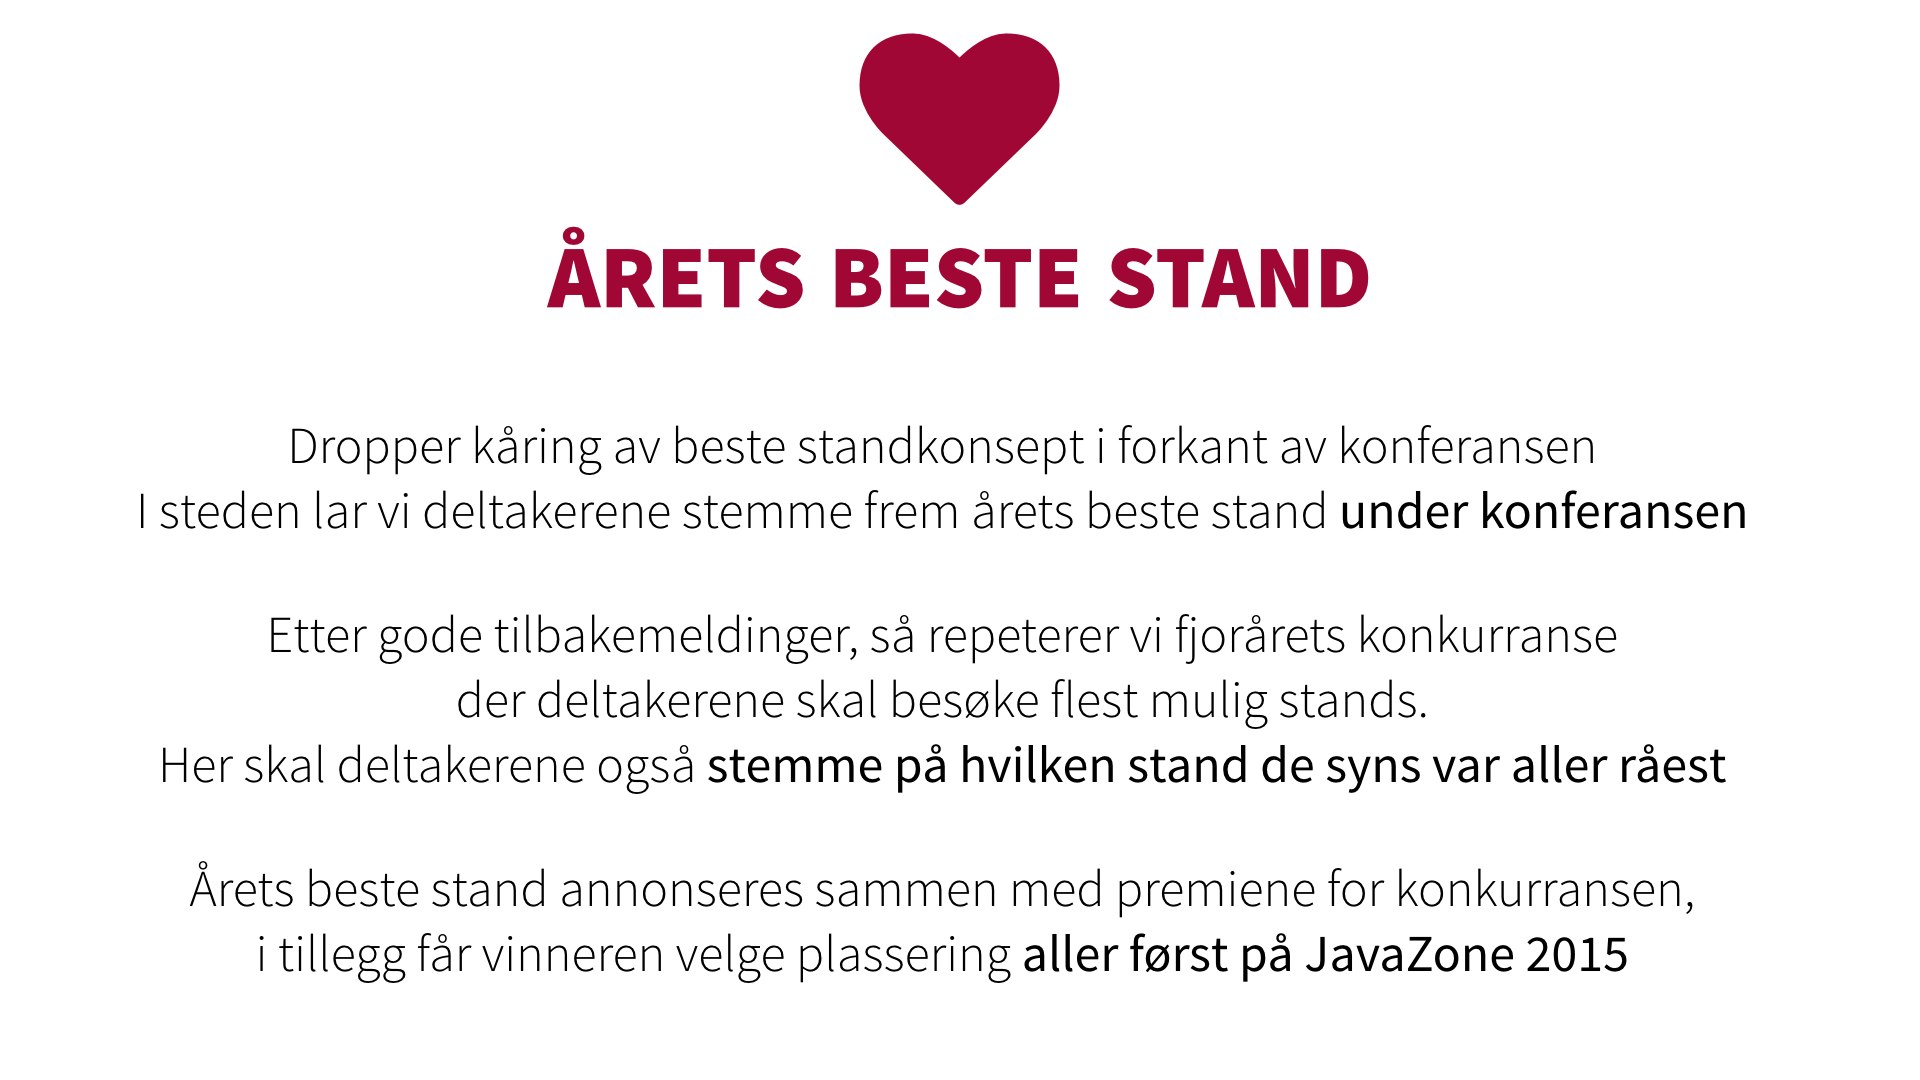 ÅRETS BESTE STAND
Dropper kåring av beste standkonsept i forkant av konferansen
I steden lar vi deltakerene stemme frem årets beste stand under konferansen
Etter gode tilbakemeldinger, så repeterer vi fjorårets konkurranse
der deltakerene skal besøke flest mulig stands.
Her skal deltakerene også stemme på hvilken stand de syns var aller råest
Årets beste stand annonseres sammen med premiene for konkurransen,
i tillegg får vinneren velge plassering aller først på JavaZone 2015